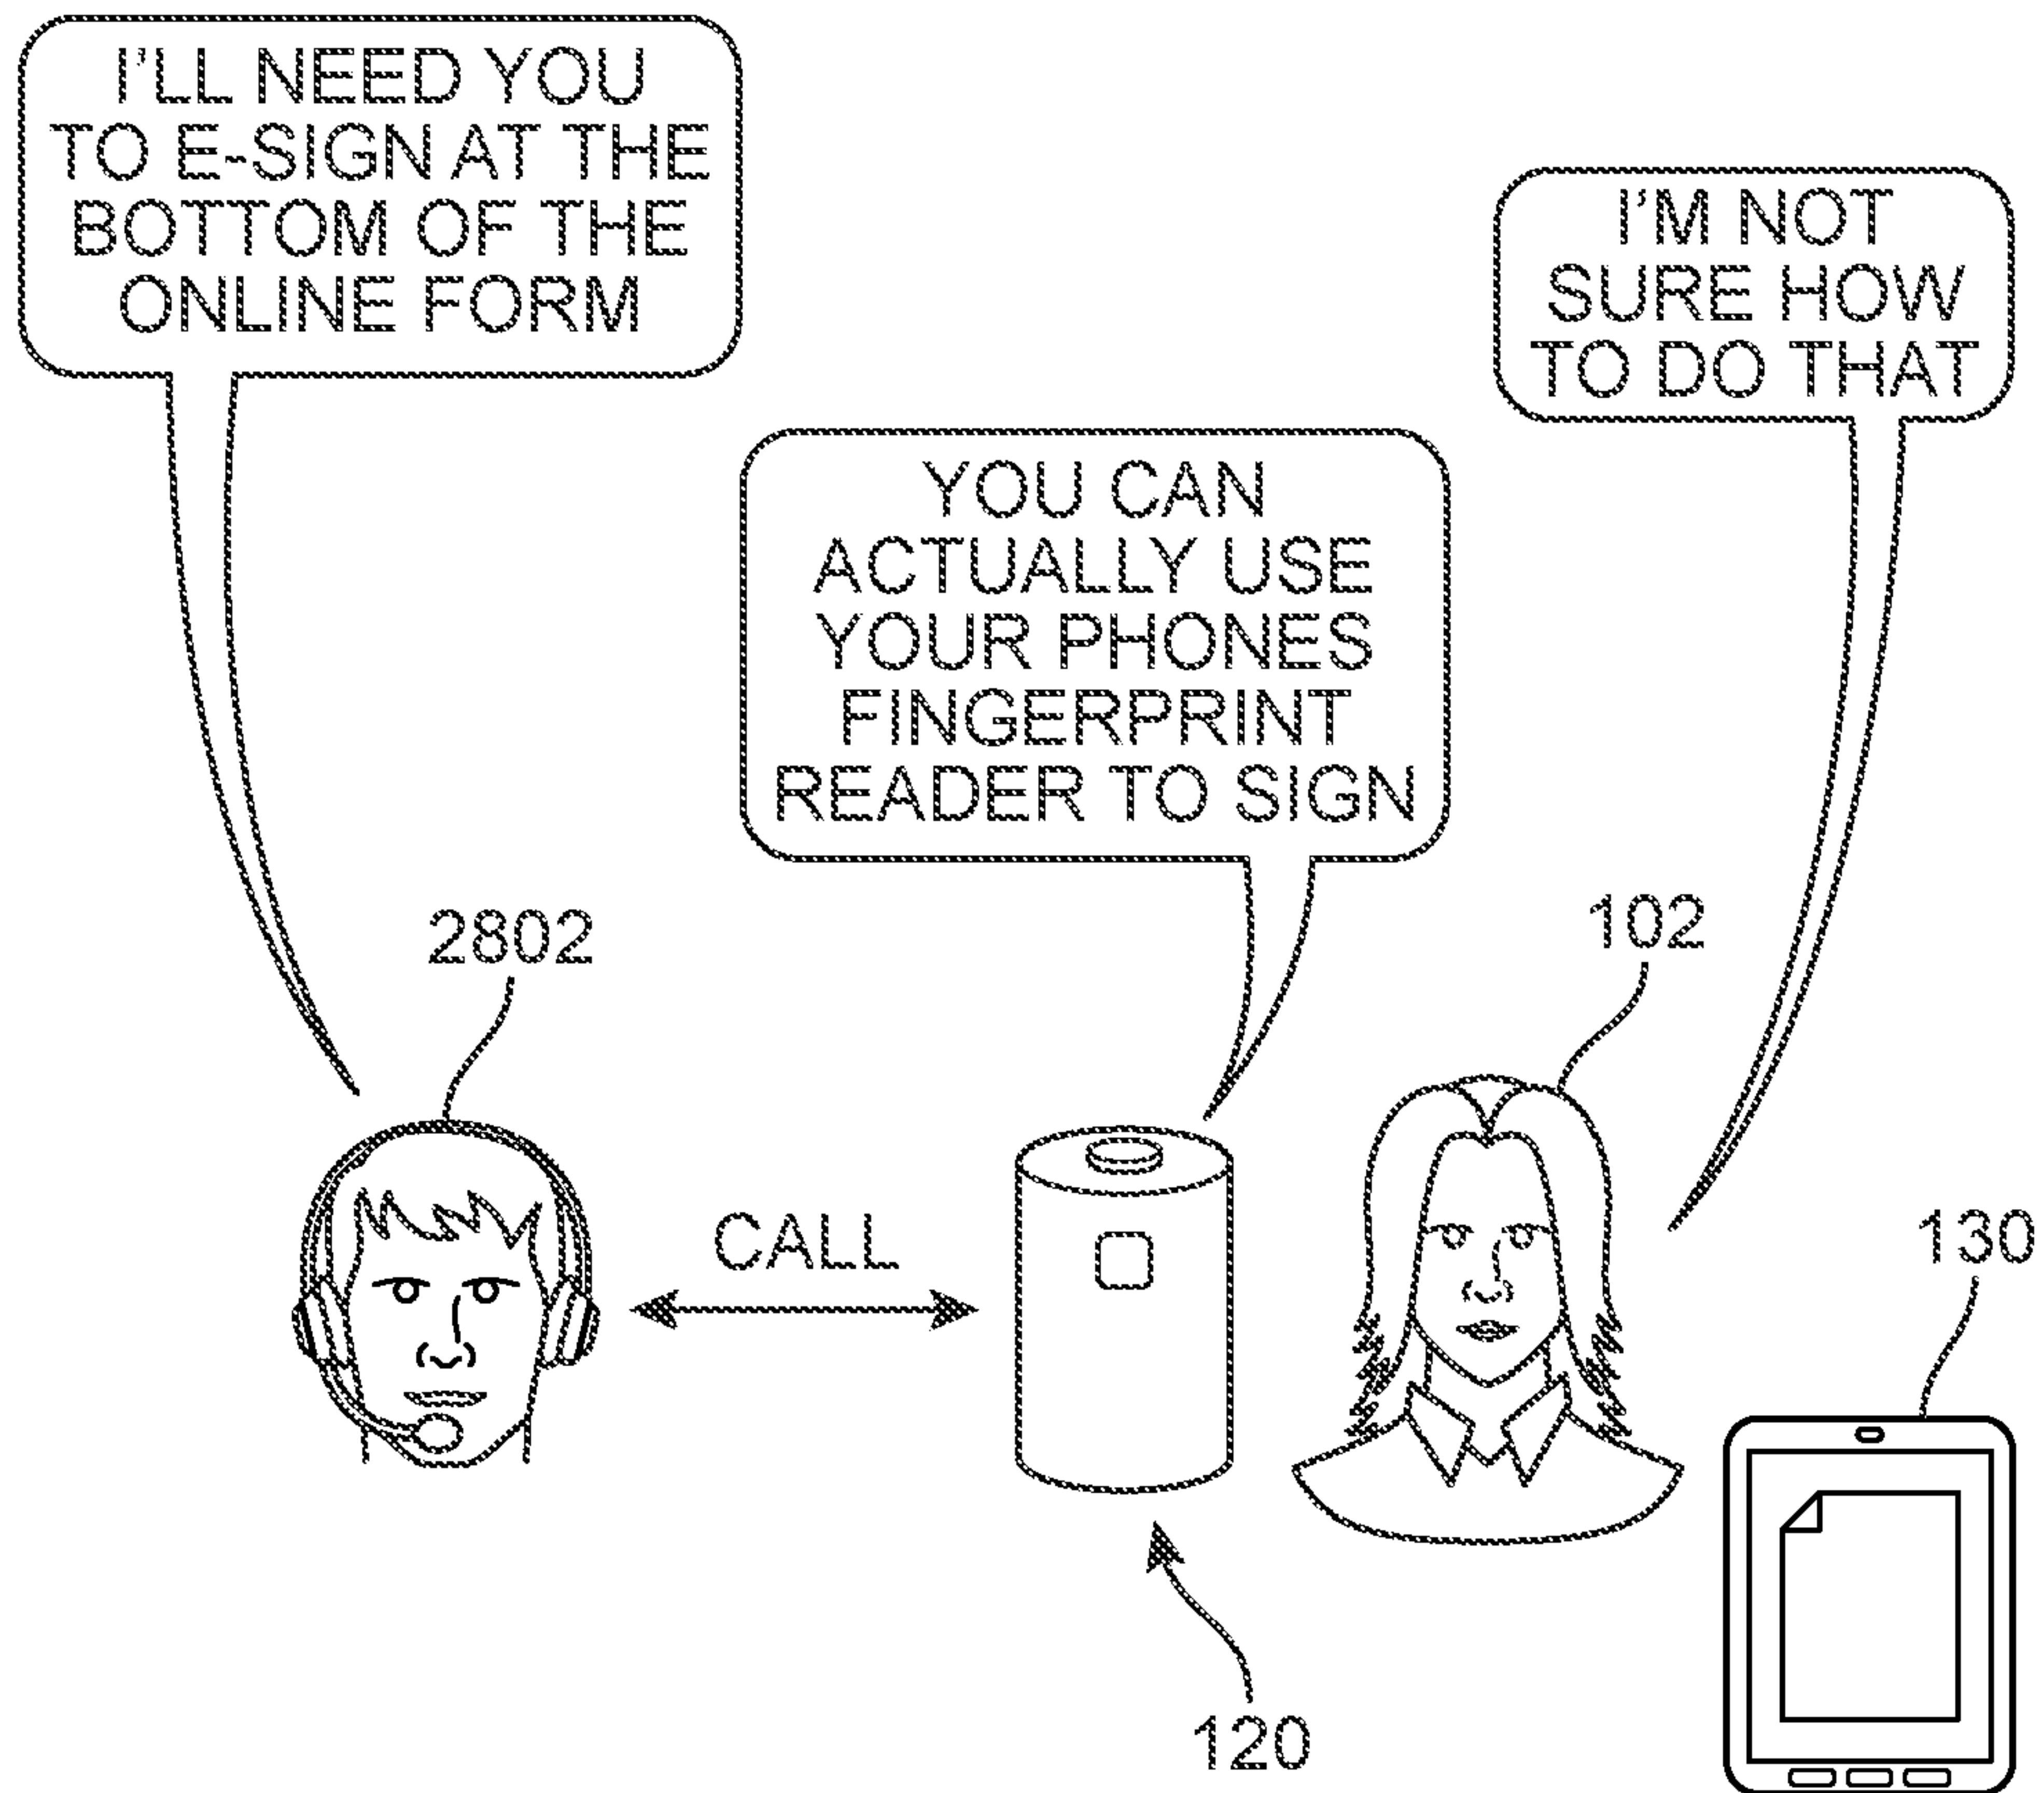 I'LL NEED YOU
TO E-SIGN AT THE
BOTTOM OF THE
ONLINE FORM
I'M NOT
SURE HOW
TO DO THAT
YOU CAN
ACTUALLY USE
YOUR PHONES
FINGERPRINT
READER TO SIGN
2802
102
CALL
130
120